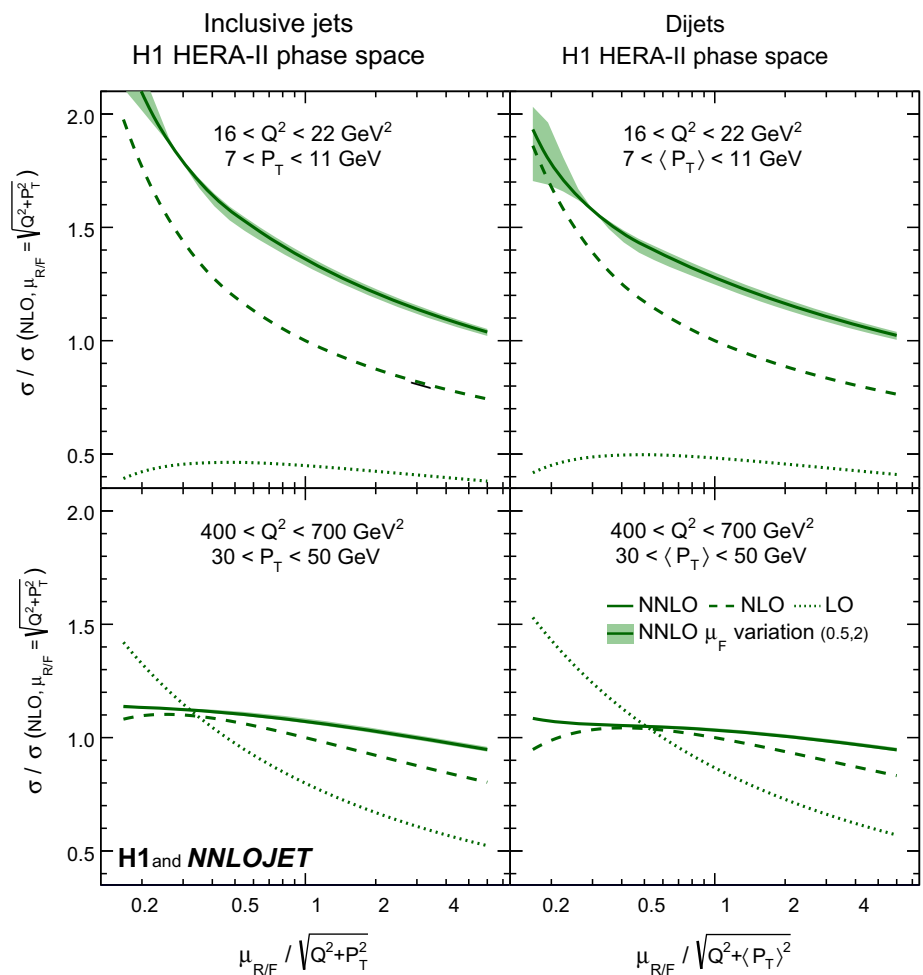 Inclusive jets
H1 HERA-II phase space
Dijets
H1 HERA-II phase space
σ / σ (NLO, μ_R/F = √Q²+P_T²)
2.0
1.5
1.0
0.5
16 < Q² < 22 GeV²
7 < P_T < 11 GeV
16 < Q² < 22 GeV²
7 < ⟨P_T⟩ < 11 GeV
σ / σ (NLO, μ_R/F = √Q²+P_T²)
2.0
1.5
1.0
0.5
400 < Q² < 700 GeV²
30 < P_T < 50 GeV
H1 and NNLOJET
400 < Q² < 700 GeV²
30 < ⟨P_T⟩ < 50 GeV
NNLO NLO LO
NNLO μ_F variation (0.5,2)
0.2 0.5 1 2 4
0.2 0.5 1 2 4
μ_R/F / √Q²+P_T²
μ_R/F / √Q²+⟨P_T⟩²